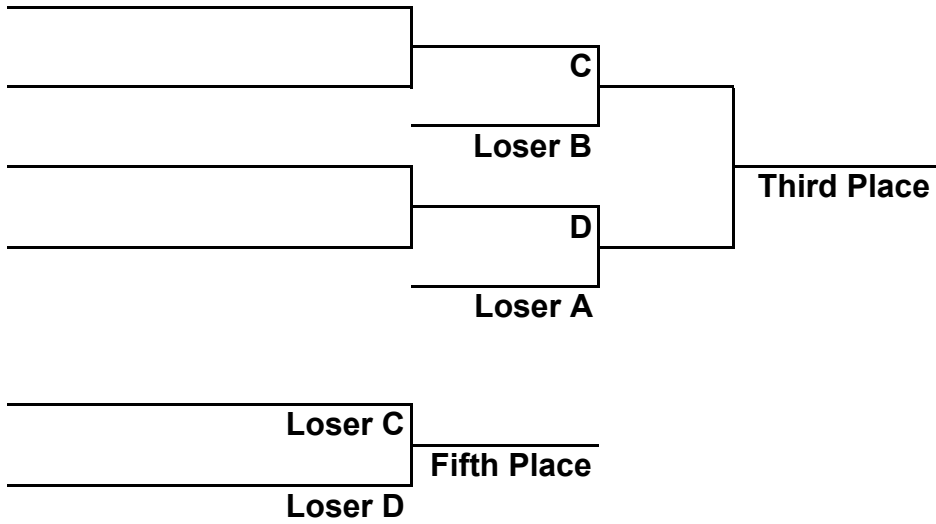 C
Loser B
Third Place
D
Loser A
Loser C
Fifth Place
Loser D